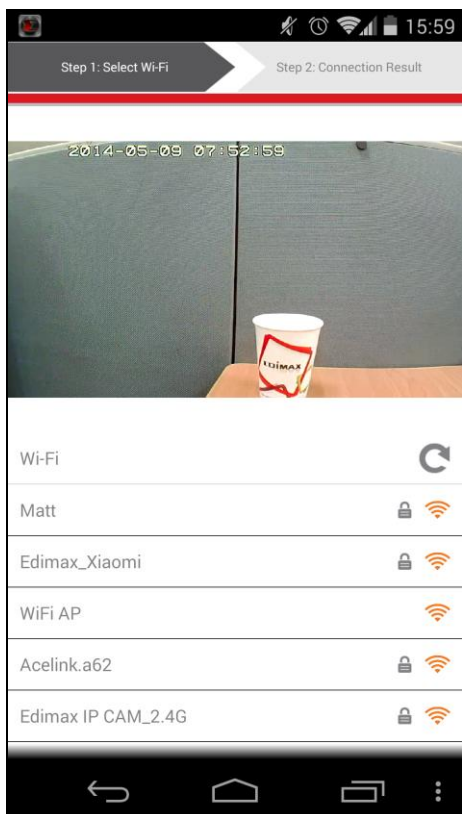 15:59
Step 1: Select Wi-Fi Step 2: Connection Result
2014-05-09 07:52:59
EDIMAX
Wi-Fi
Matt
Edimax_Xiaomi
WiFi AP
Acelink.a62
Edimax IP CAM_2.4G